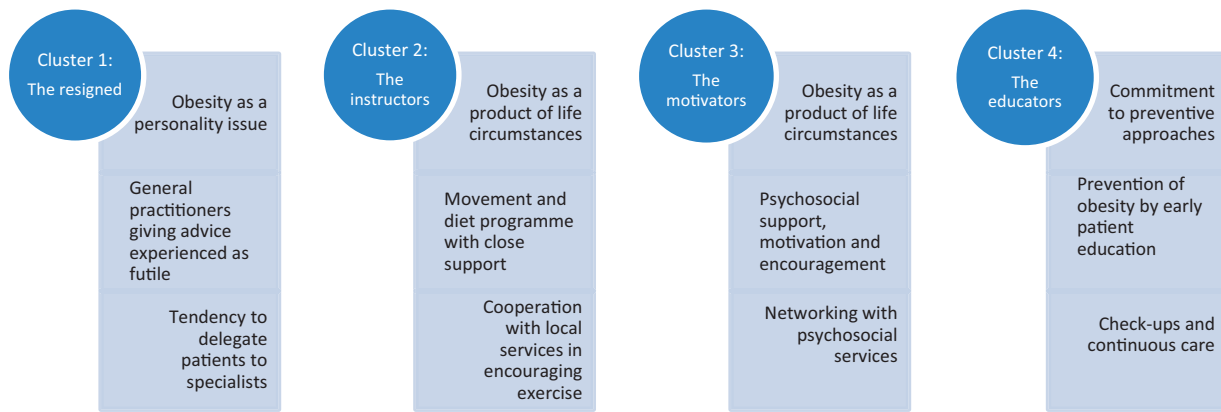 Cluster 1:
The resigned
Obesity as a
personality issue
General
practitioners
giving advice
experienced as
futile
Tendency to
delegate
patients to
specialists
Cluster 2:
The
instructors
Obesity as a
product of life
circumstances
Movement and
diet programme
with close
support
Cooperation
with local
services in
encouraging
exercise
Cluster 3:
The
motivators
Obesity as a
product of life
circumstances
Psychosocial
support,
motivation and
encouragement
Networking with
psychosocial
services
Cluster 4:
The
educators
Commitment
to preventive
approaches
Prevention of
obesity by early
patient
education
Check-ups and
continuous care